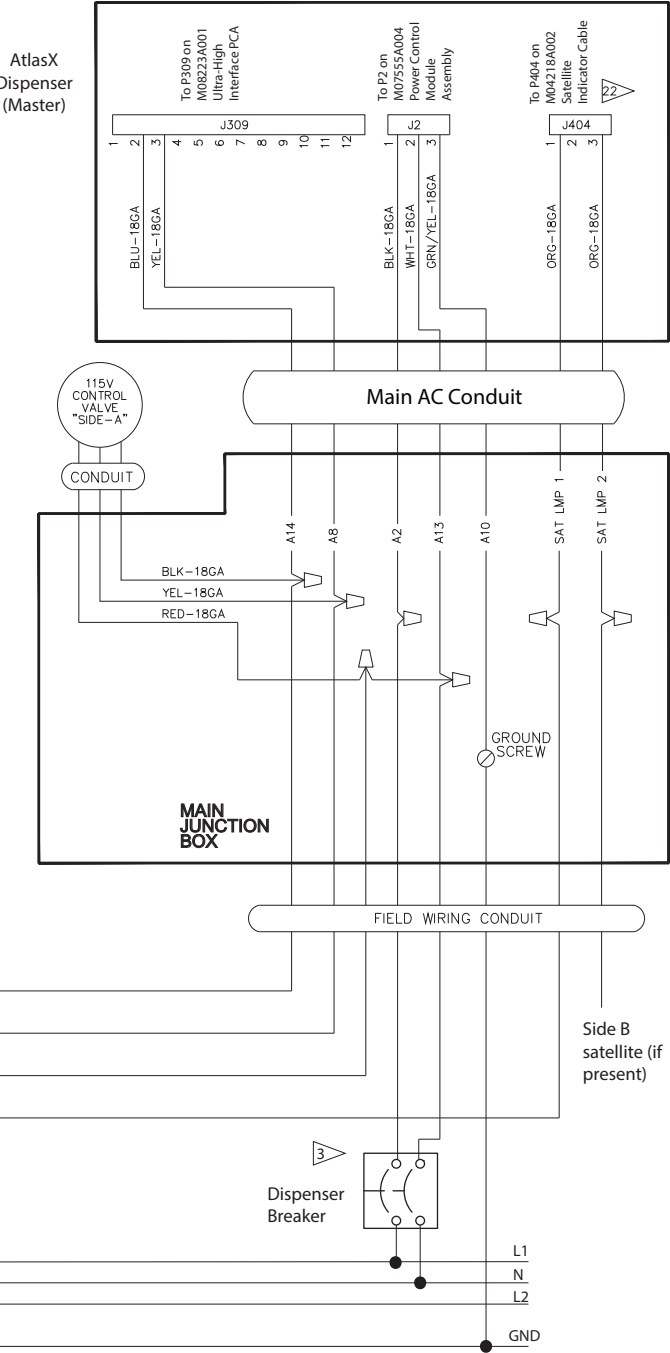 AtlasX
Dispenser
(Master)
To P309 on
M08223A001
Ultra-High
Interface PCA
To P2 on
M07555A004
Power Control
Module
Assembly
To P404 on
M04218A002
Satellite
Indicator Cable
22
J309
J2
J404
1 2 3 4 5 6 7 8 9 10 11 12
1 2 3
1 2 3
BLU-18GA
YEL-18GA
BLK-18GA
WHT-18GA
GRN/YEL-18GA
ORG-18GA
ORG-18GA
115V
CONTROL
VALVE
"SIDE-A"
CONDUIT
Main AC Conduit
A14
A8
A2
A13
A10
SAT LMP 1
SAT LMP 2
BLK-18GA
YEL-18GA
RED-18GA
GROUND
SCREW
MAIN
JUNCTION
BOX
FIELD WIRING CONDUIT
Side B
satellite (if
present)
3
Dispenser
Breaker
L1
N
L2
GND